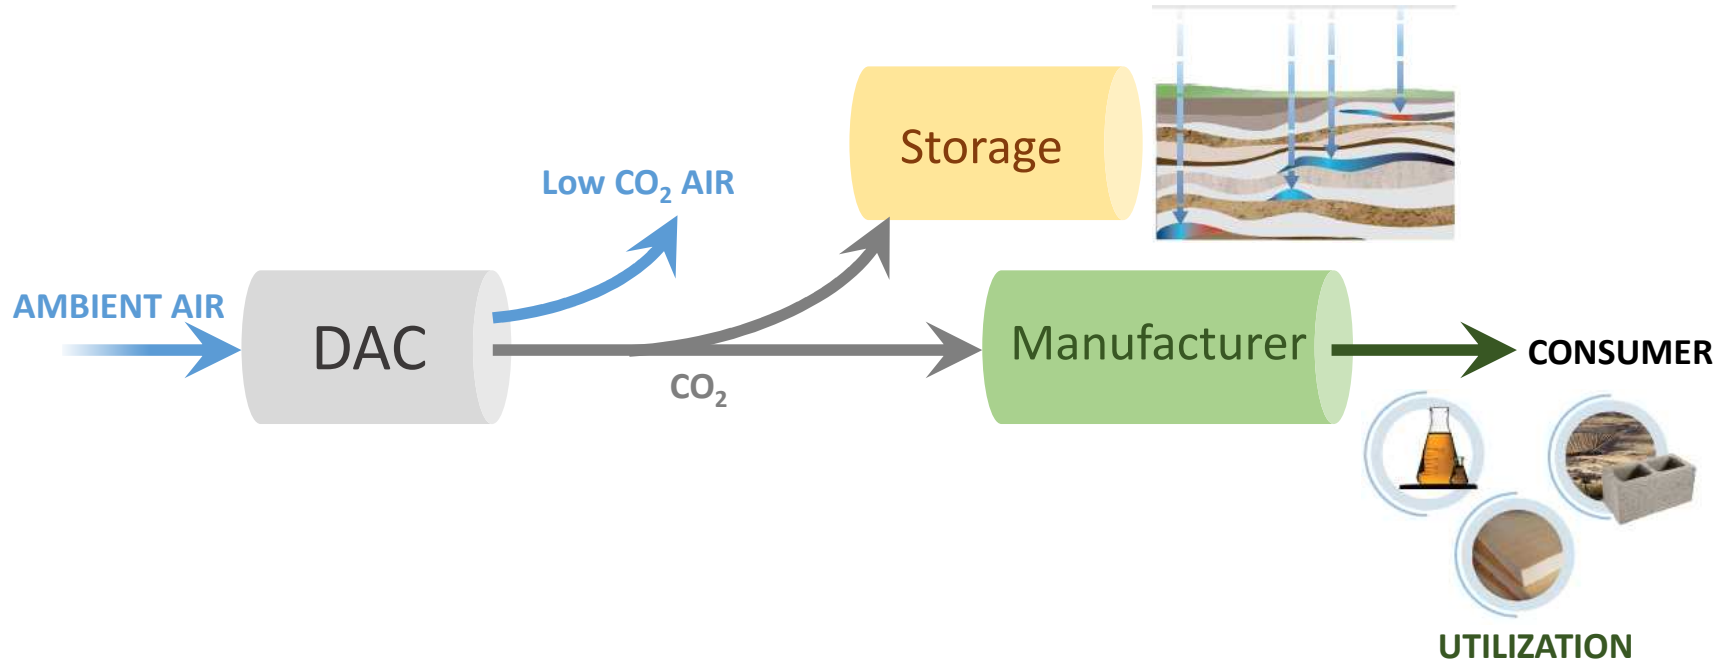 Storage
Low CO₂ AIR
AMBIENT AIR
DAC
Manufacturer
CO₂
CONSUMER
UTILIZATION